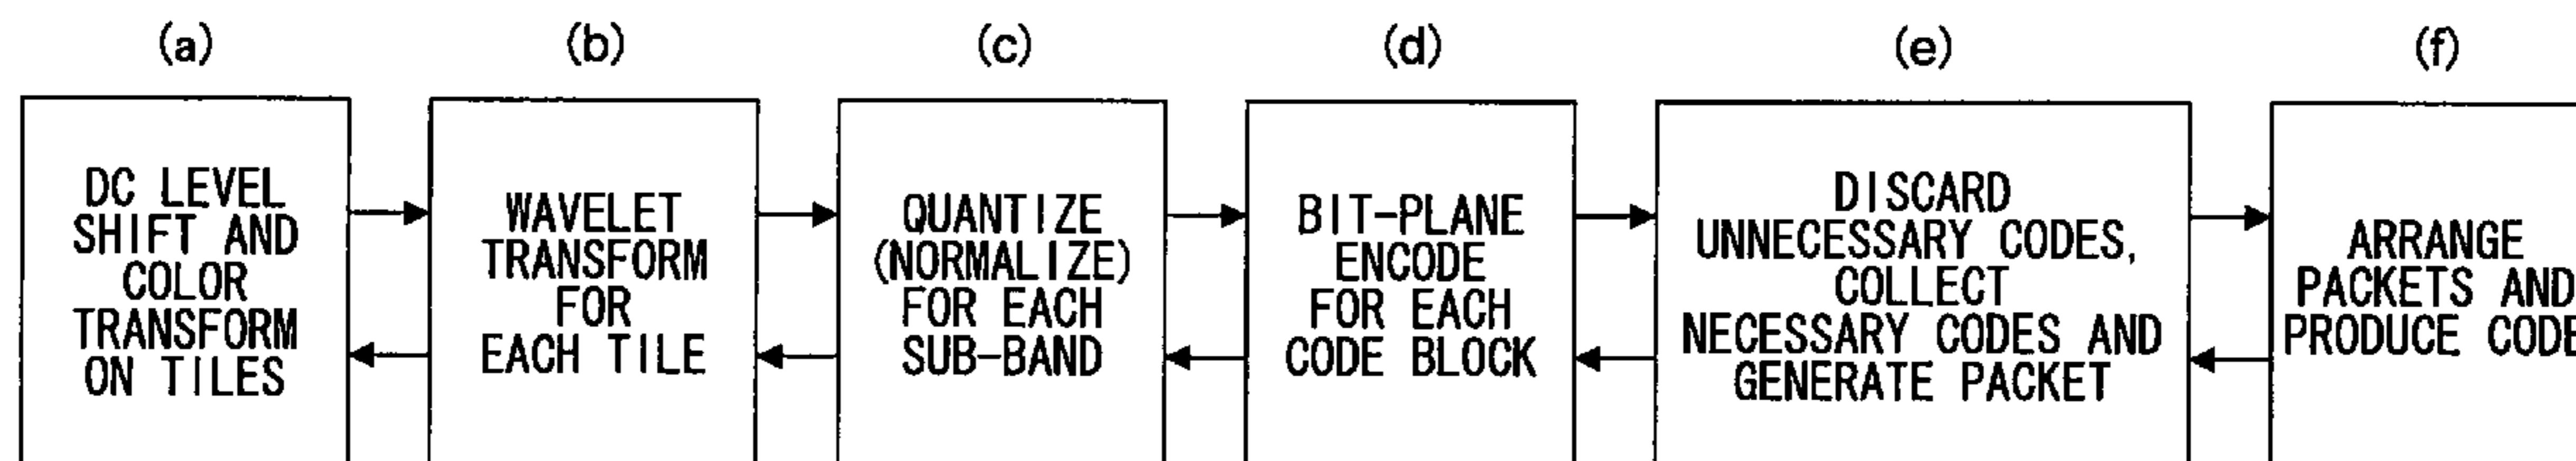 (a) (b) (c) (d) (e) (f)
DC LEVEL
SHIFT AND
COLOR
TRANSFORM
ON TILES
WAVELET
TRANSFORM
FOR
EACH TILE
QUANTIZE
(NORMALIZE)
FOR EACH
SUB-BAND
BIT-PLANE
ENCODE
FOR EACH
CODE BLOCK
DISCARD
UNNECESSARY CODES,
COLLECT
NECESSARY CODES AND
GENERATE PACKET
ARRANGE
PACKETS AND
PRODUCE CODE